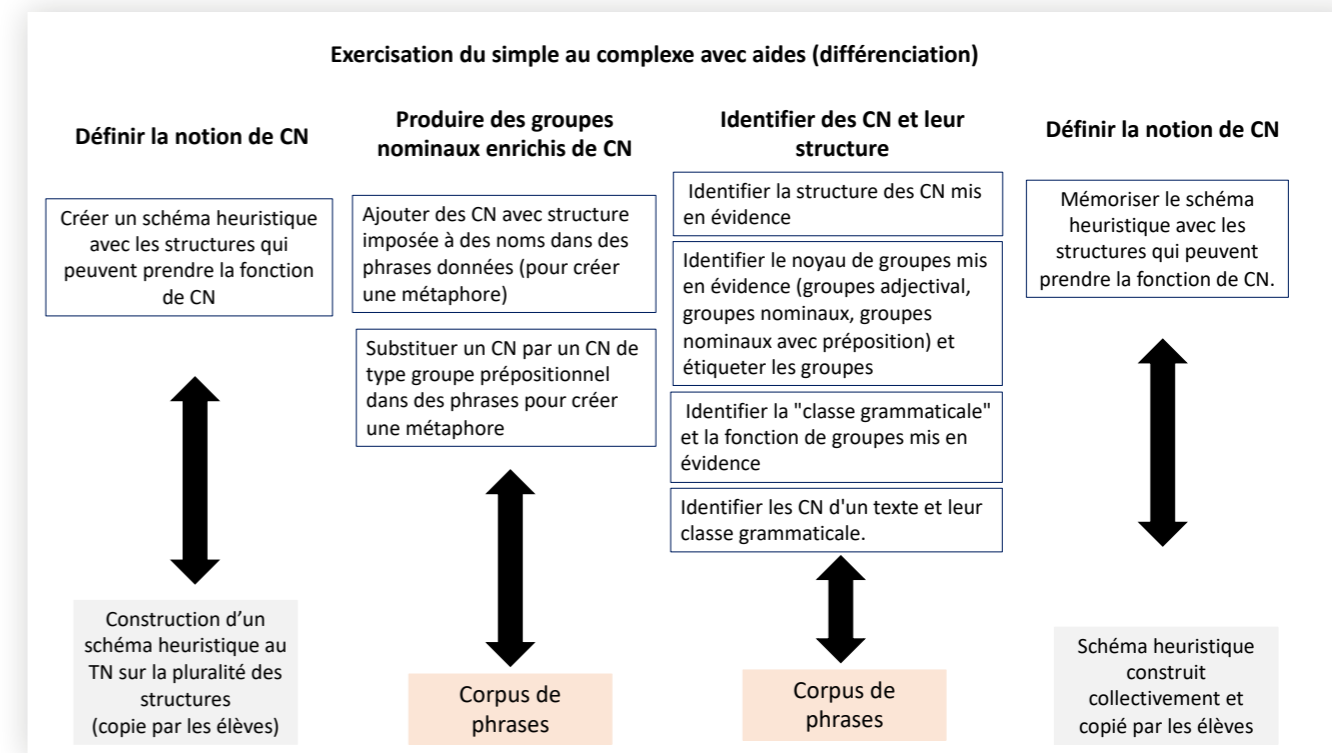 Exercisation du simple au complexe avec aides (différenciation)
Définir la notion de CN
Créer un schéma heuristique
avec les structures qui
peuvent prendre la fonction
de CN
Construction d’un
schéma heuristique au
TN sur la pluralité des
structures
(copie par les élèves)
Produire des groupes
nominaux enrichis de CN
Ajouter des CN avec structure
imposée à des noms dans des
phrases données (pour créer
une métaphore)
Substituer un CN par un CN de
type groupe prépositionnel
dans des phrases pour créer
une métaphore
Corpus de
phrases
Identifier des CN et leur
structure
Identifier la structure des CN mis
en évidence
Identifier le noyau de groupes mis
en évidence (groupes adjectival,
groupes nominaux, groupes
nominaux avec préposition) et
étiqueter les groupes
Identifier la "classe grammaticale"
et la fonction de groupes mis en
évidence
Identifier les CN d'un texte et leur
classe grammaticale.
Corpus de
phrases
Définir la notion de CN
Mémoriser le schéma
heuristique avec les
structures qui peuvent
prendre la fonction de CN.
Schéma heuristique
construit
collectivement et
copié par les élèves